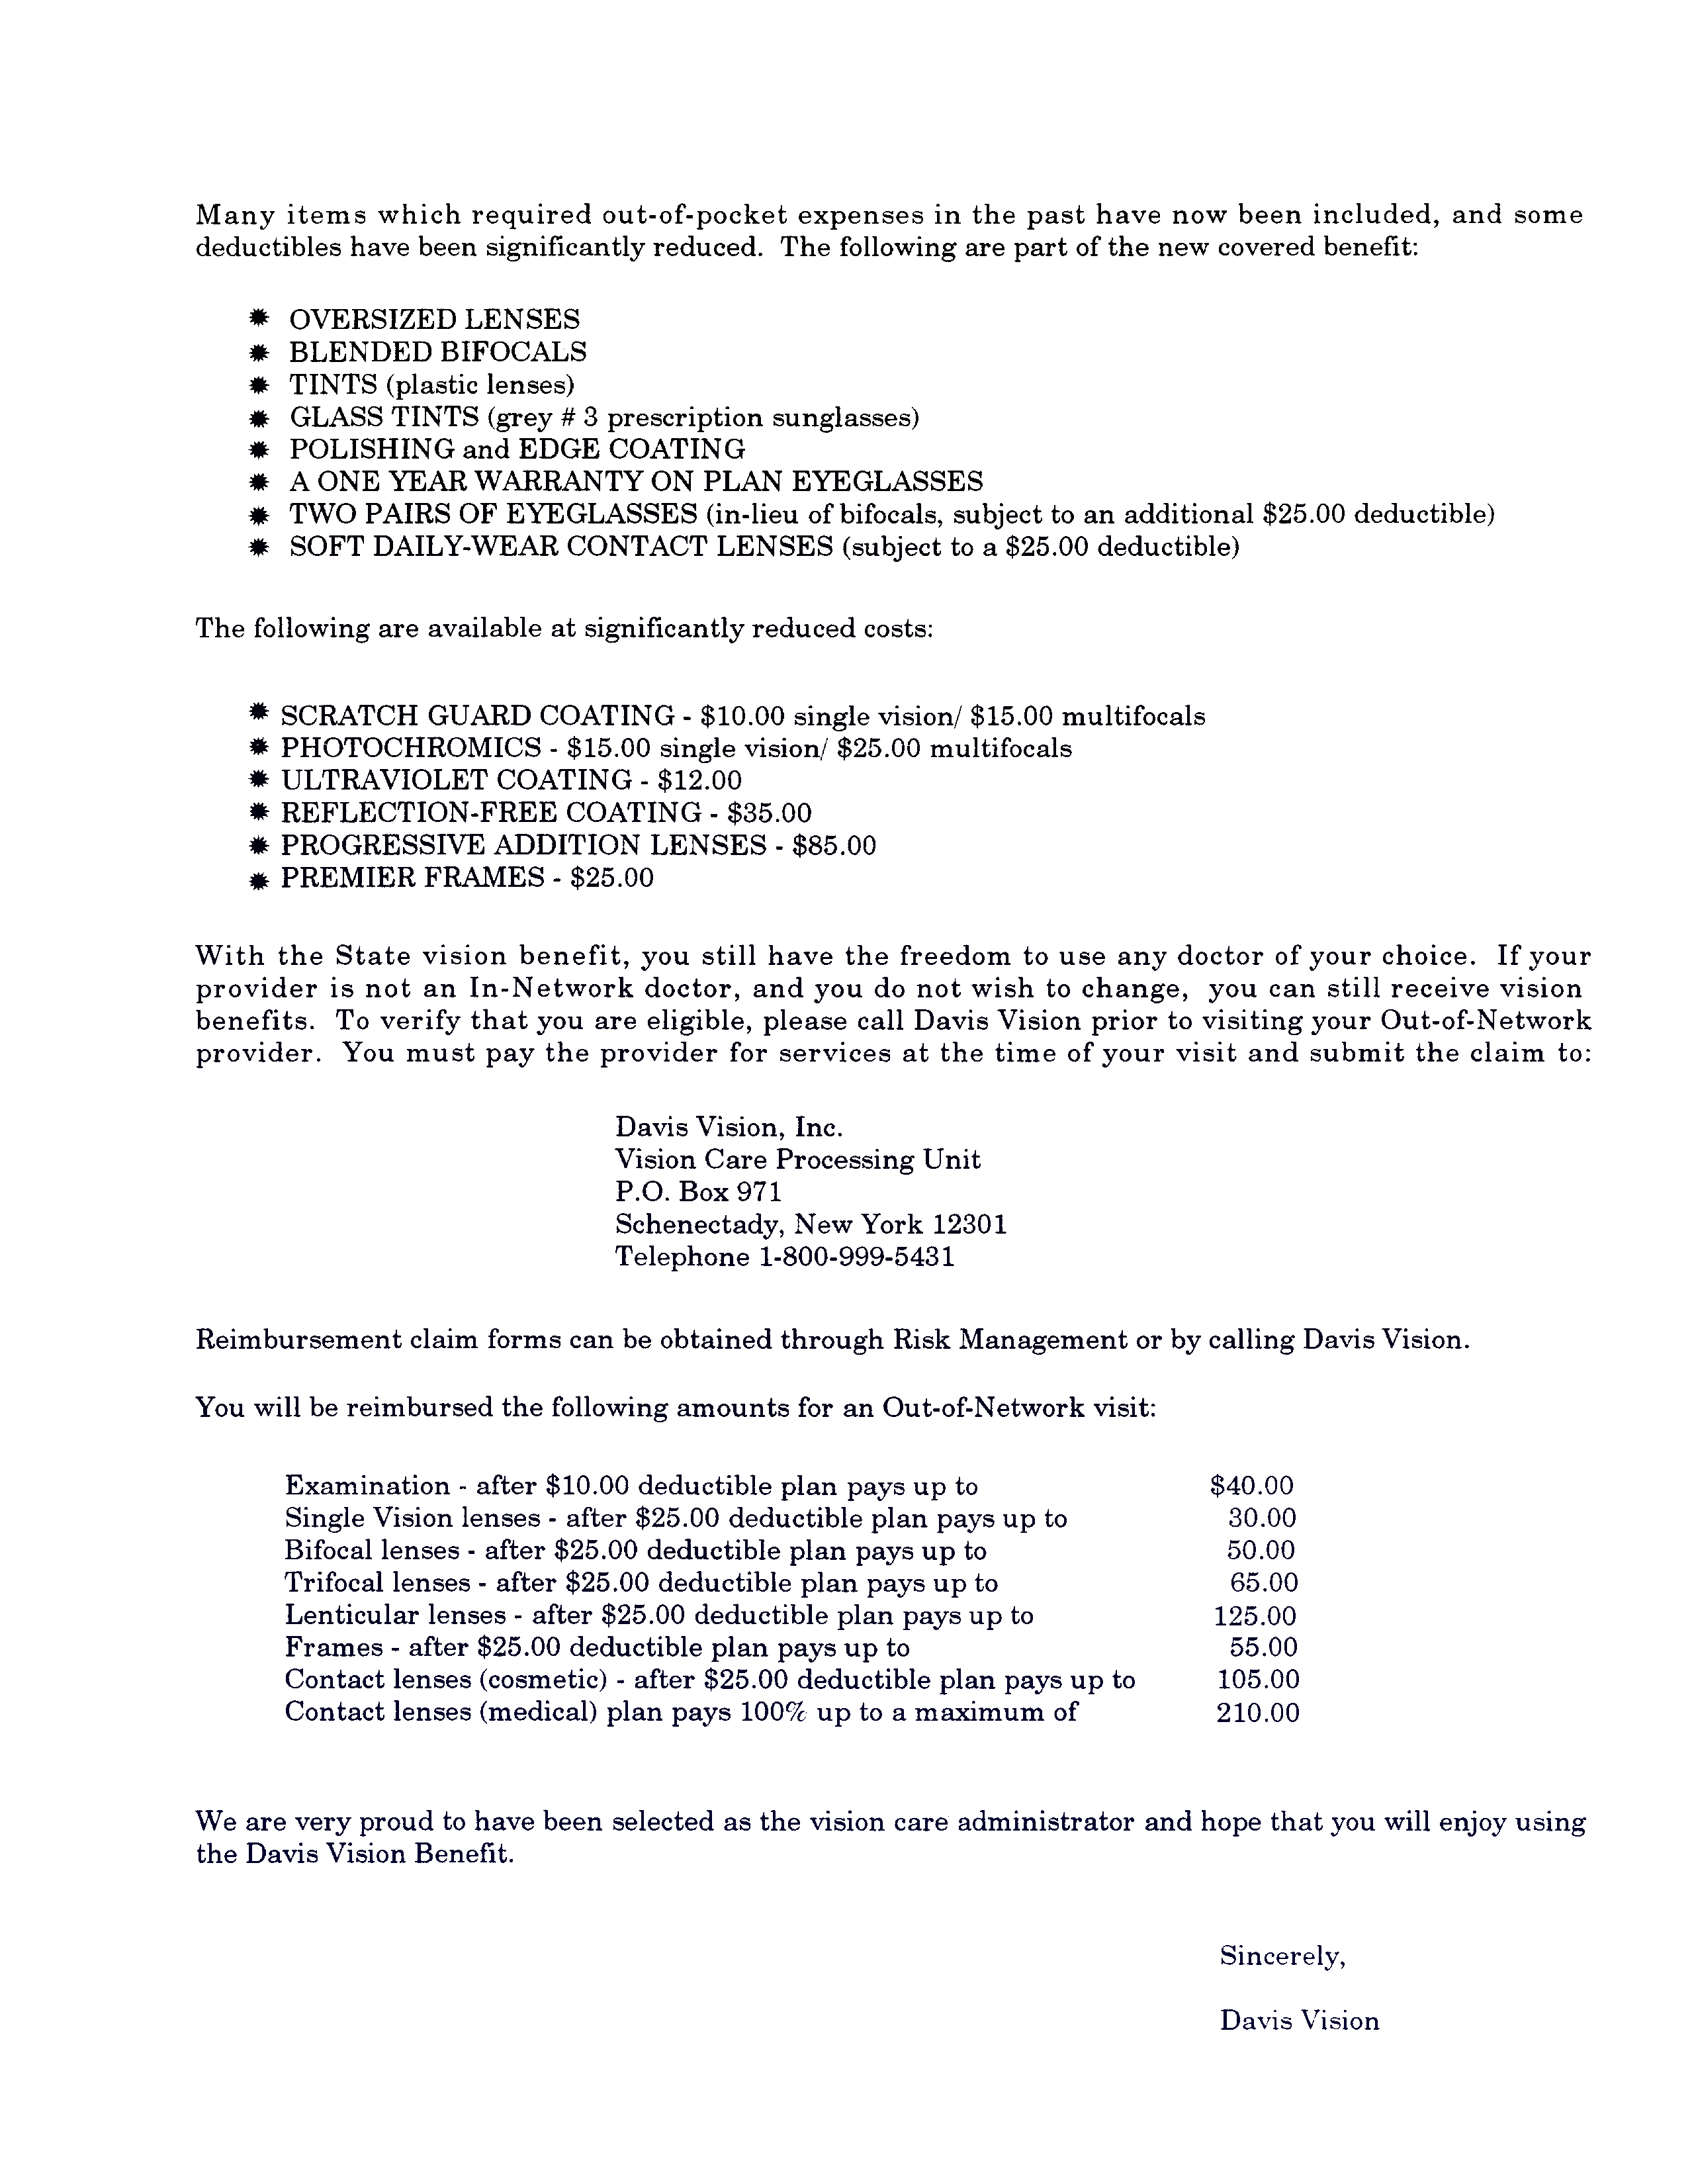 Many items which required out-of-pocket expenses in the past have now been included, and some
deductibles have been significantly reduced. The following are part of the new covered benefit:
✹ OVERSIZED LENSES
✹ BLENDED BIFOCALS
✹ TINTS (plastic lenses)
✹ GLASS TINTS (grey # 3 prescription sunglasses)
✹ POLISHING and EDGE COATING
✹ A ONE YEAR WARRANTY ON PLAN EYEGLASSES
✹ TWO PAIRS OF EYEGLASSES (in-lieu of bifocals, subject to an additional $25.00 deductible)
✹ SOFT DAILY-WEAR CONTACT LENSES (subject to a $25.00 deductible)
The following are available at significantly reduced costs:
✹ SCRATCH GUARD COATING - $10.00 single vision/ $15.00 multifocals
✹ PHOTOCHROMICS - $15.00 single vision/ $25.00 multifocals
✹ ULTRAVIOLET COATING - $12.00
✹ REFLECTION-FREE COATING - $35.00
✹ PROGRESSIVE ADDITION LENSES - $85.00
✹ PREMIER FRAMES - $25.00
With the State vision benefit, you still have the freedom to use any doctor of your choice. If your
provider is not an In-Network doctor, and you do not wish to change, you can still receive vision
benefits. To verify that you are eligible, please call Davis Vision prior to visiting your Out-of-Network
provider. You must pay the provider for services at the time of your visit and submit the claim to:
Davis Vision, Inc.
Vision Care Processing Unit
P.O. Box 971
Schenectady, New York 12301
Telephone 1-800-999-5431
Reimbursement claim forms can be obtained through Risk Management or by calling Davis Vision.
You will be reimbursed the following amounts for an Out-of-Network visit:
Examination - after $10.00 deductible plan pays up to $40.00
Single Vision lenses - after $25.00 deductible plan pays up to 30.00
Bifocal lenses - after $25.00 deductible plan pays up to 50.00
Trifocal lenses - after $25.00 deductible plan pays up to 65.00
Lenticular lenses - after $25.00 deductible plan pays up to 125.00
Frames - after $25.00 deductible plan pays up to 55.00
Contact lenses (cosmetic) - after $25.00 deductible plan pays up to 105.00
Contact lenses (medical) plan pays 100% up to a maximum of 210.00
We are very proud to have been selected as the vision care administrator and hope that you will enjoy using
the Davis Vision Benefit.
Sincerely,
Davis Vision